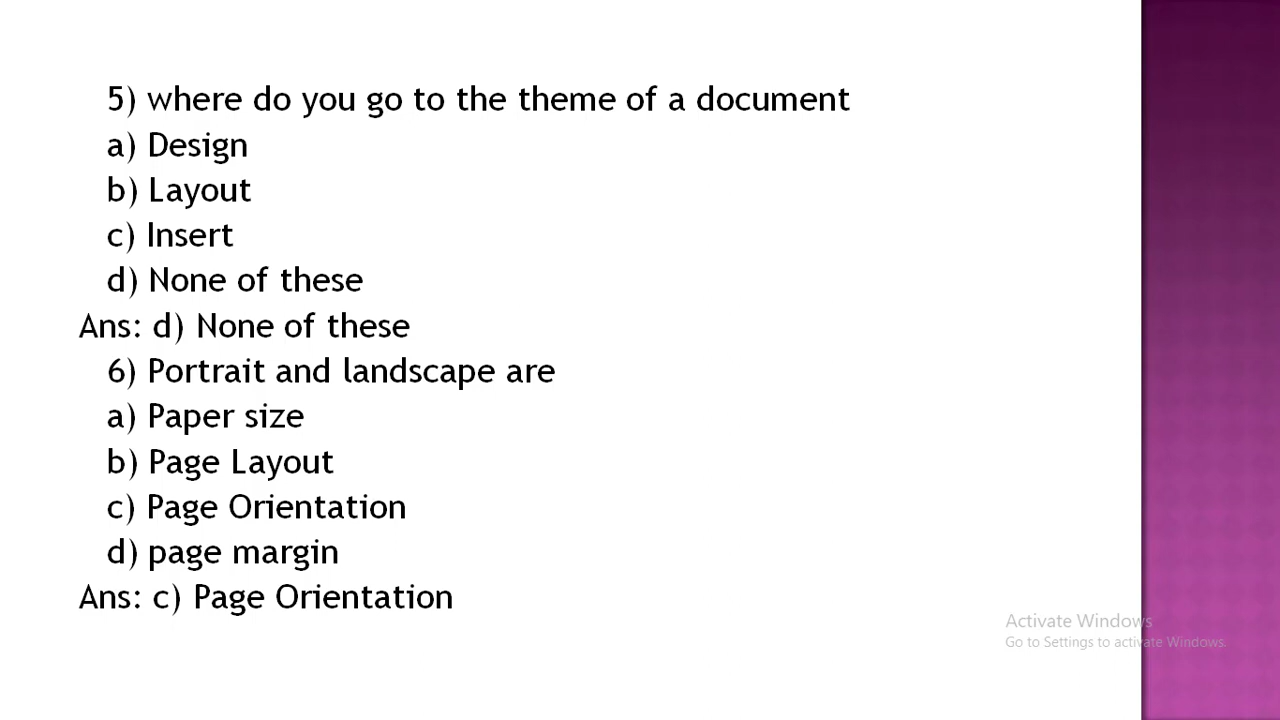 5) where do you go to the theme of a document
a) Design
b) Layout
c) Insert
d) None of these
Ans: d) None of these
6) Portrait and landscape are
a) Paper size
b) Page Layout
c) Page Orientation
d) page margin
Ans: c) Page Orientation
Activate Windows
Go to Settings to activate Windows.